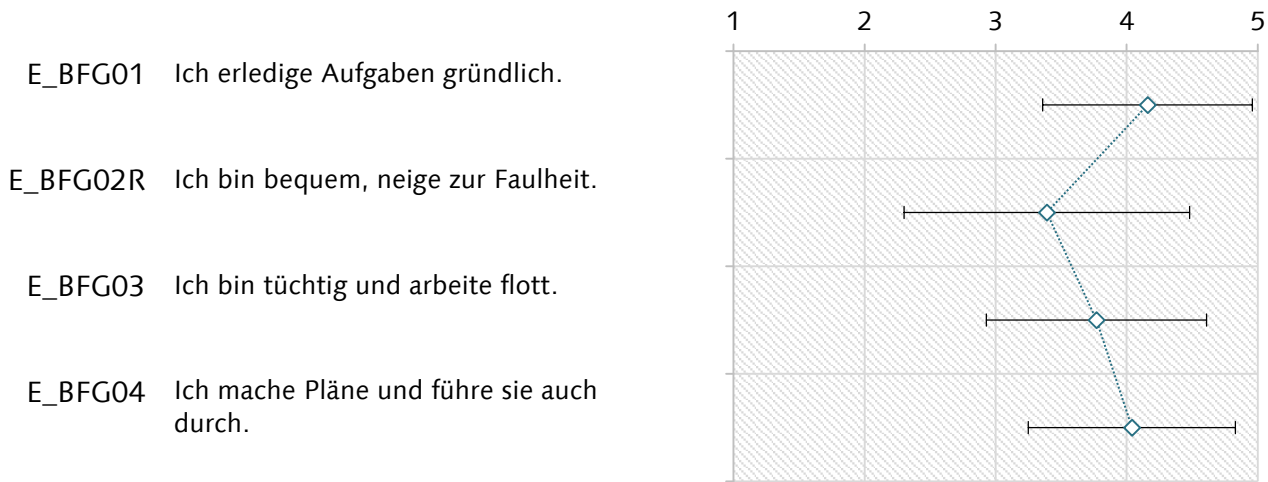 1 2 3 4 5
E_BFG01 Ich erledige Aufgaben gründlich.
E_BFG02R Ich bin bequem, neige zur Faulheit.
E_BFG03 Ich bin tüchtig und arbeite flott.
E_BFG04 Ich mache Pläne und führe sie auch
durch.